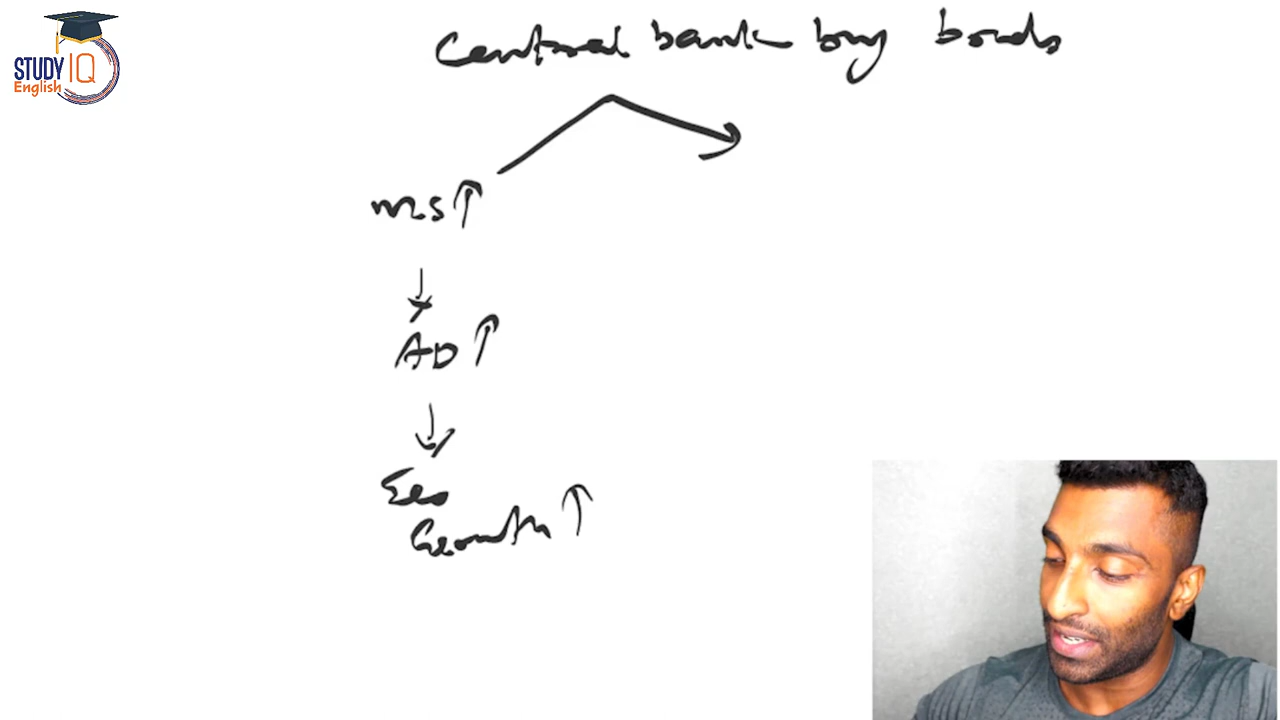 STUDY IQ
English
Central bank buy bonds
MS↑
↓
AD↑
↓
Eco
Growth↑